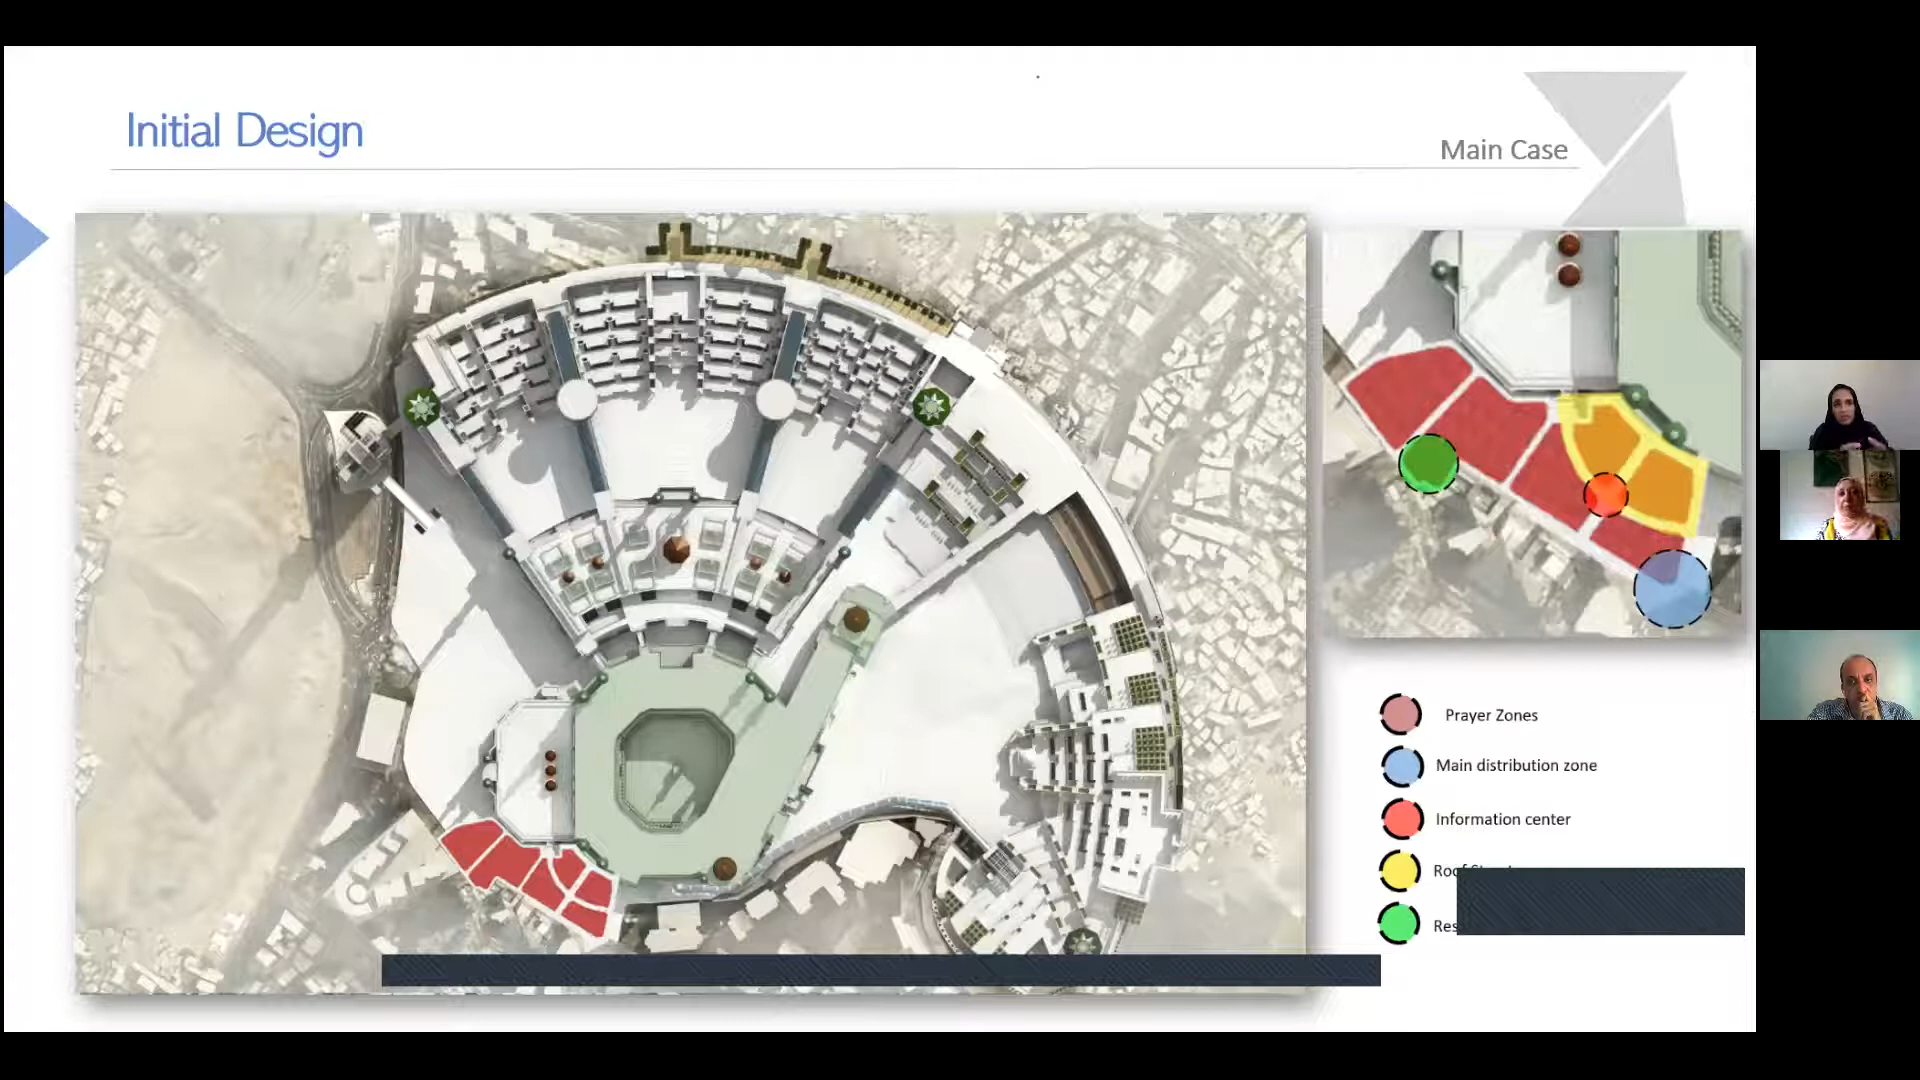 Initial Design
Main Case
Prayer Zones
Main distribution zone
Information center